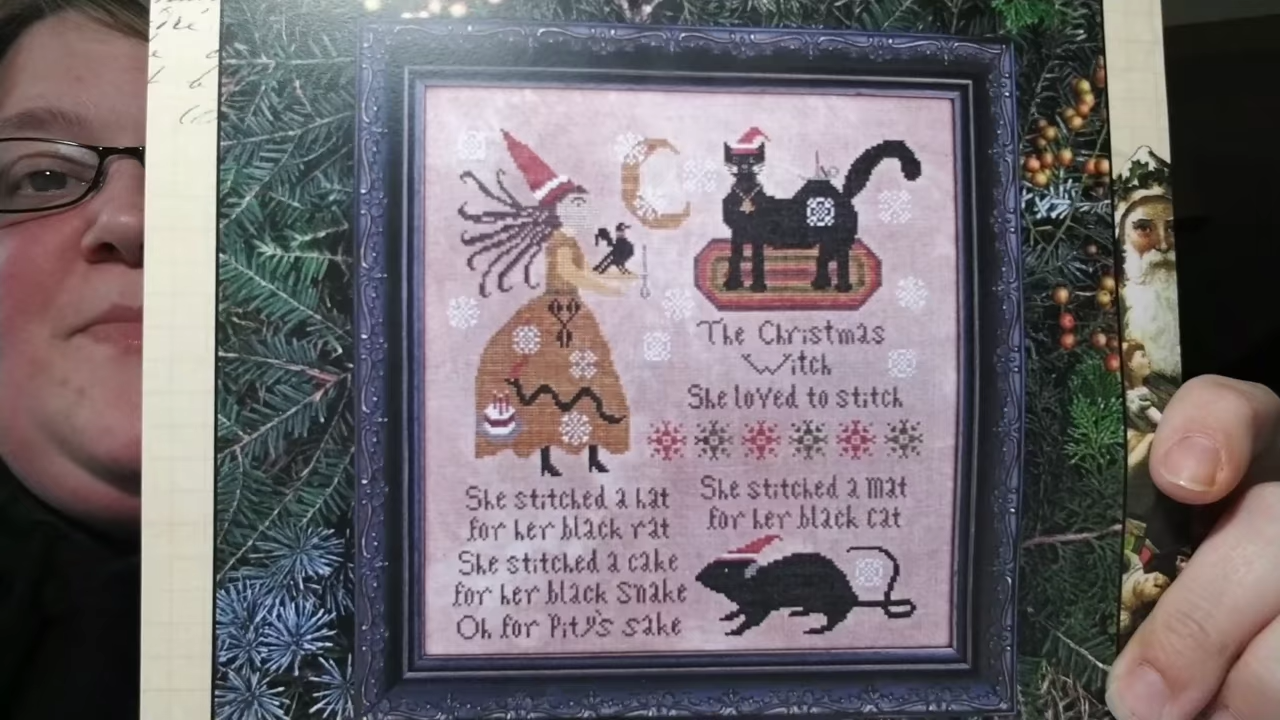 The Christmas
Witch
She loved to stitch
She stitched a hat
for her black rat
She stitched a cake
for her black snake
Oh for Pity's sake
She stitched a mat
for her black cat